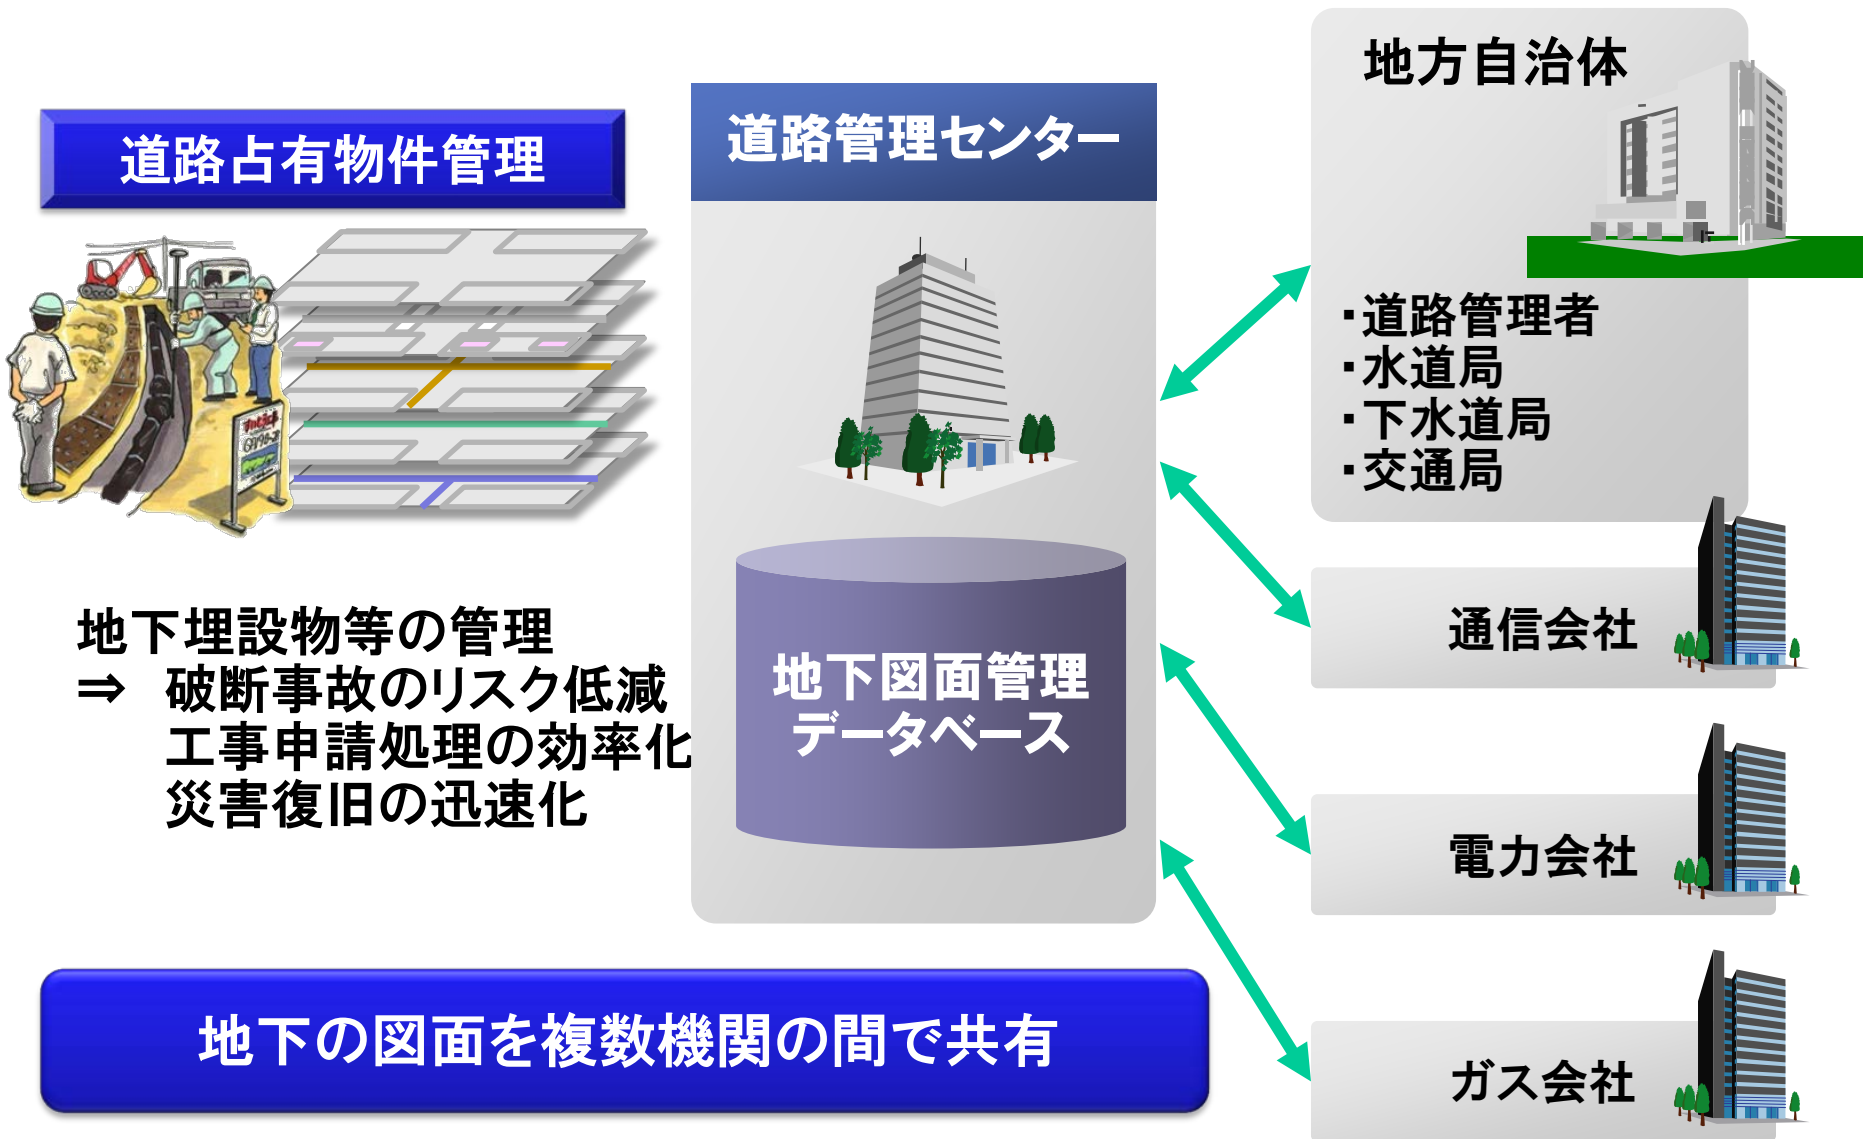 道路占有物件管理
地下埋設物等の管理
⇒　破断事故のリスク低減
工事申請処理の効率化
災害復旧の迅速化
道路管理センター
地下図面管理
データベース
地方自治体
・道路管理者
・水道局
・下水道局
・交通局
通信会社
電力会社
ガス会社
地下の図面を複数機関の間で共有